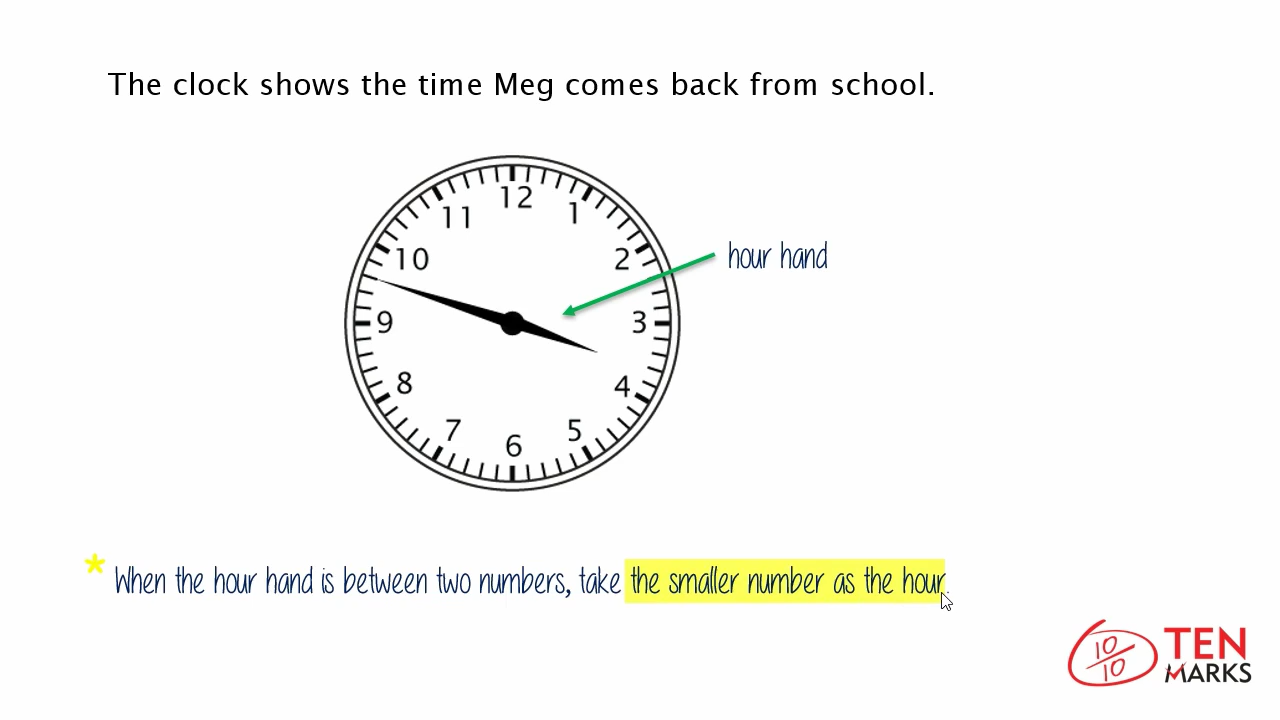 The clock shows the time Meg comes back from school.
12
11
1
10
2
hour hand
9
3
8
4
7
5
6
* When the hour hand is between two numbers, take the smaller number as the hour.
10
10
TEN
MARKS